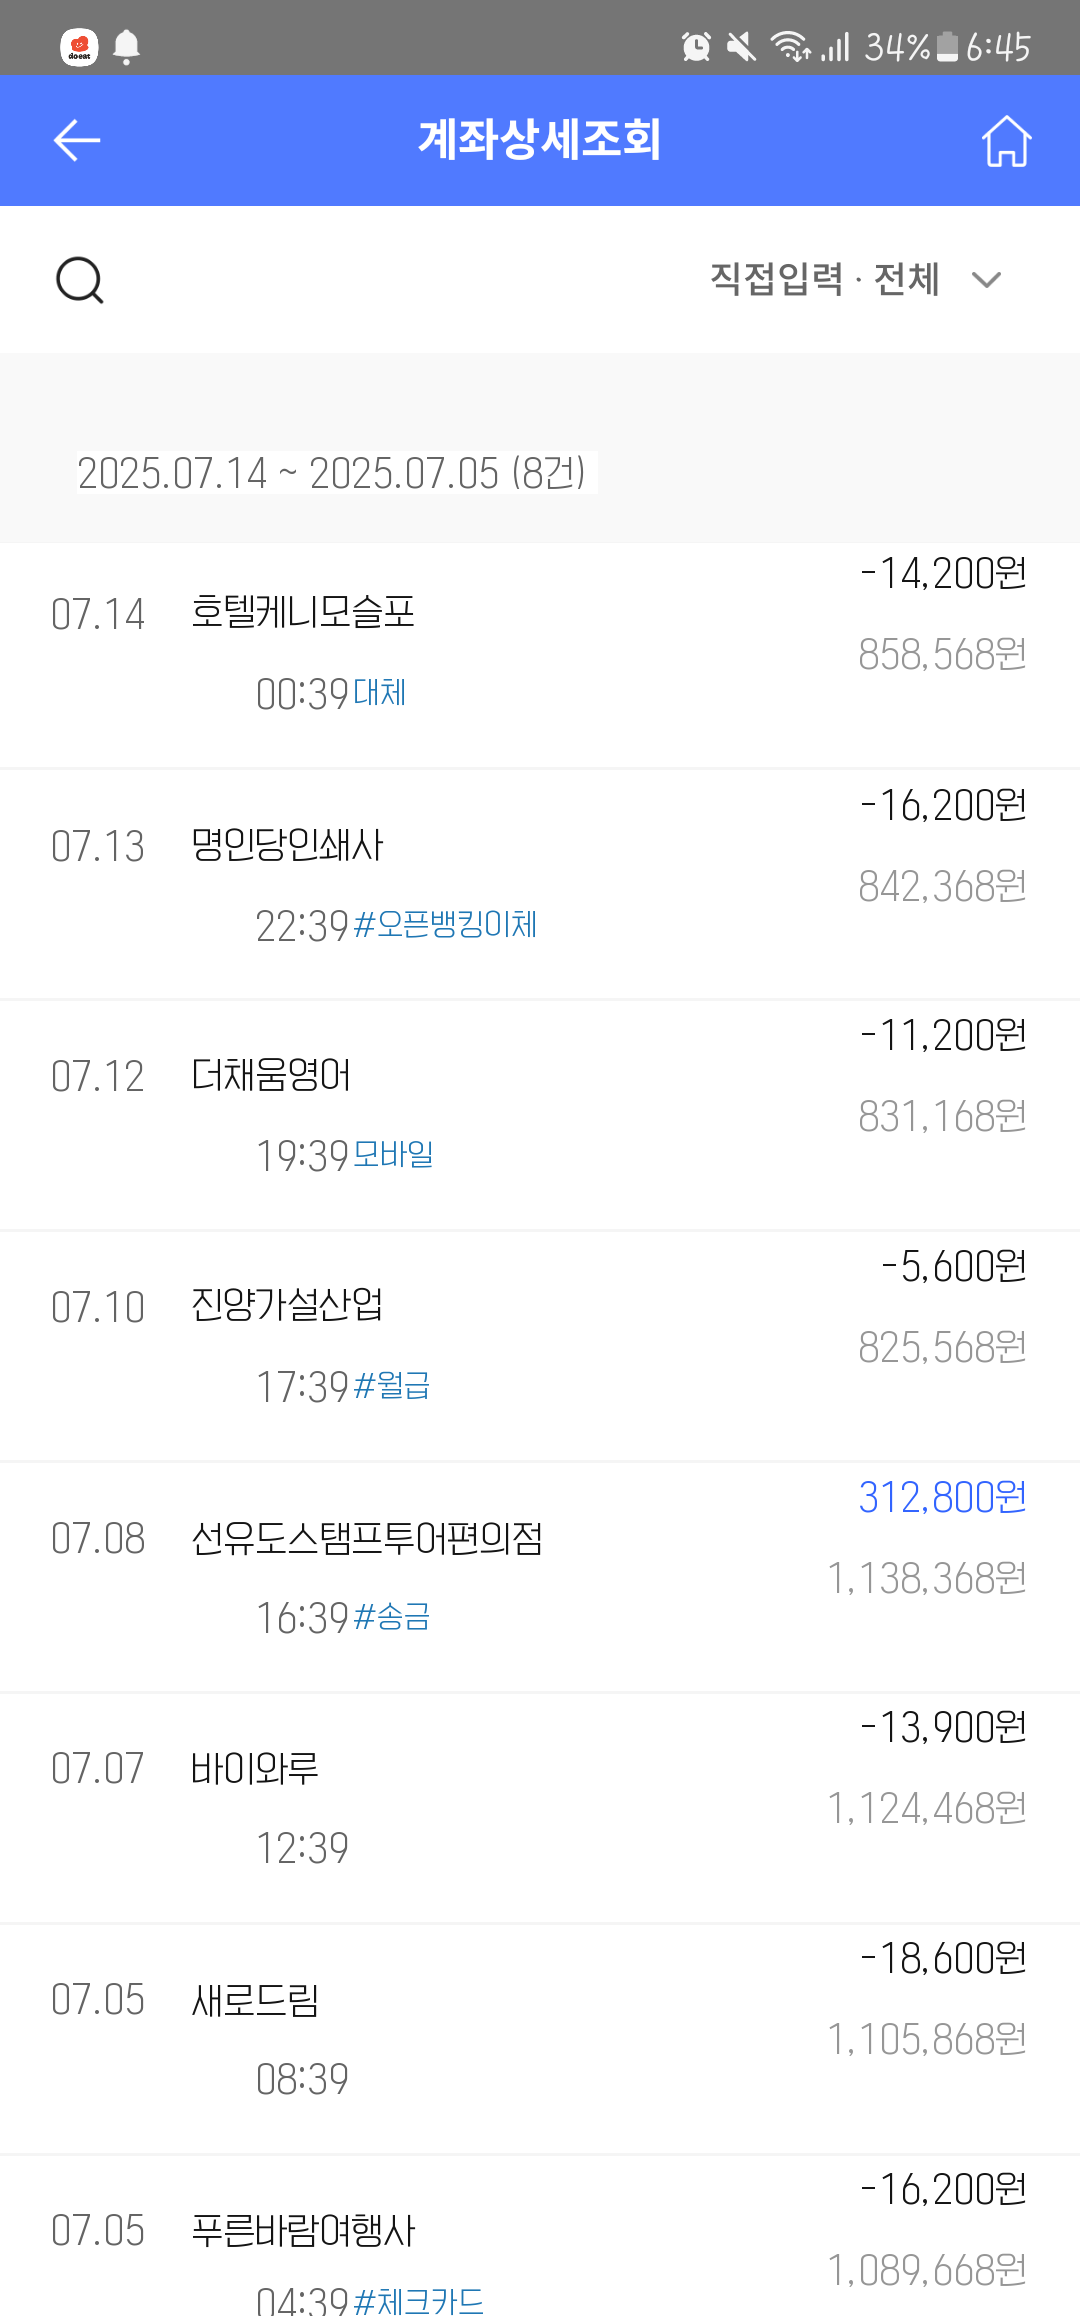 doeat 34% 6:45
계좌상세조회
직접입력 · 전체
2025.07.14 ~ 2025.07.05 (8건)
-14,200원
07.14 호텔케니모슬포
858,568원
00:39 대체
-16,200원
07.13 명인당인쇄사
842,368원
22:39 #오픈뱅킹이체
-11,200원
07.12 더채움영어
831,168원
19:39 모바일
-5,600원
07.10 진양가설산업
825,568원
17:39 #월급
312,800원
07.08 선유도스탬프투어편의점
1,138,368원
16:39 #송금
-13,900원
07.07 바이와루
1,124,468원
12:39
-18,600원
07.05 새로드림
1,105,868원
08:39
-16,200원
07.05 푸른바람여행사
1,089,668원
04:39 #체크카드